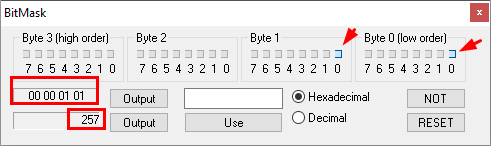 BitMask
x
Byte 3 (high order) Byte 2 Byte 1 Byte 0 (low order)
7 6 5 4 3 2 1 0 7 6 5 4 3 2 1 0 7 6 5 4 3 2 1 0 7 6 5 4 3 2 1 0
00 00 01 01 Output Hexadecimal NOT
257 Output Use Decimal RESET